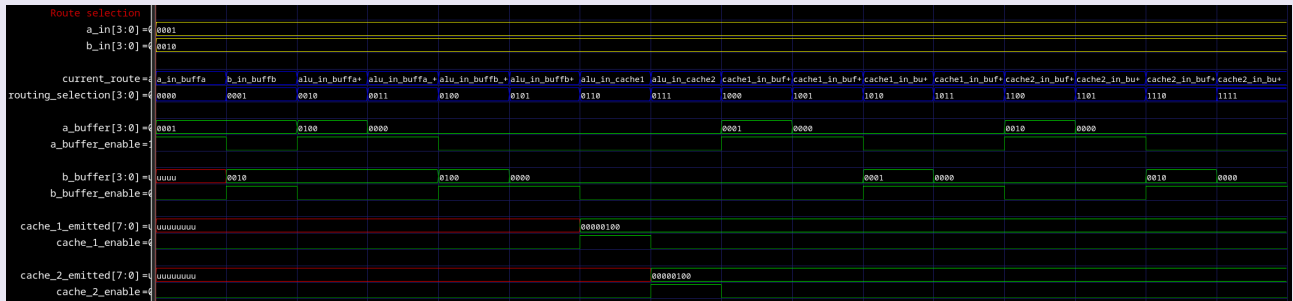 Route selection
a_in[3:0] = 0001
b_in[3:0] = 0010
current_route = a a_in_buffa b_in_buffb alu_in_buffa+ alu_in_buffa_+ alu_in_buffb_+ alu_in_buffb+ alu_in_cache1 alu_in_cache2 cache1_in_buf+ cache1_in_buf+ cache1_in_bu+ cache1_in_buf+ cache2_in_buf+ cache2_in_bu+ cache2_in_buf+ cache2_in_bu+
routing_selection[3:0] = 0000 0001 0010 0011 0100 0101 0110 0111 1000 1001 1010 1011 1100 1101 1110 1111
a_buffer[3:0] = 0001 0100 0000 0001 0000 0010 0000
a_buffer_enable = 1
b_buffer[3:0] = uuuu 0010 0100 0000 0001 0000 0010 0000
b_buffer_enable = 0
cache_1_emitted[7:0] = uuuuuuuu 00000100
cache_1_enable = 0
cache_2_emitted[7:0] = uuuuuuuu 00000100
cache_2_enable = 0